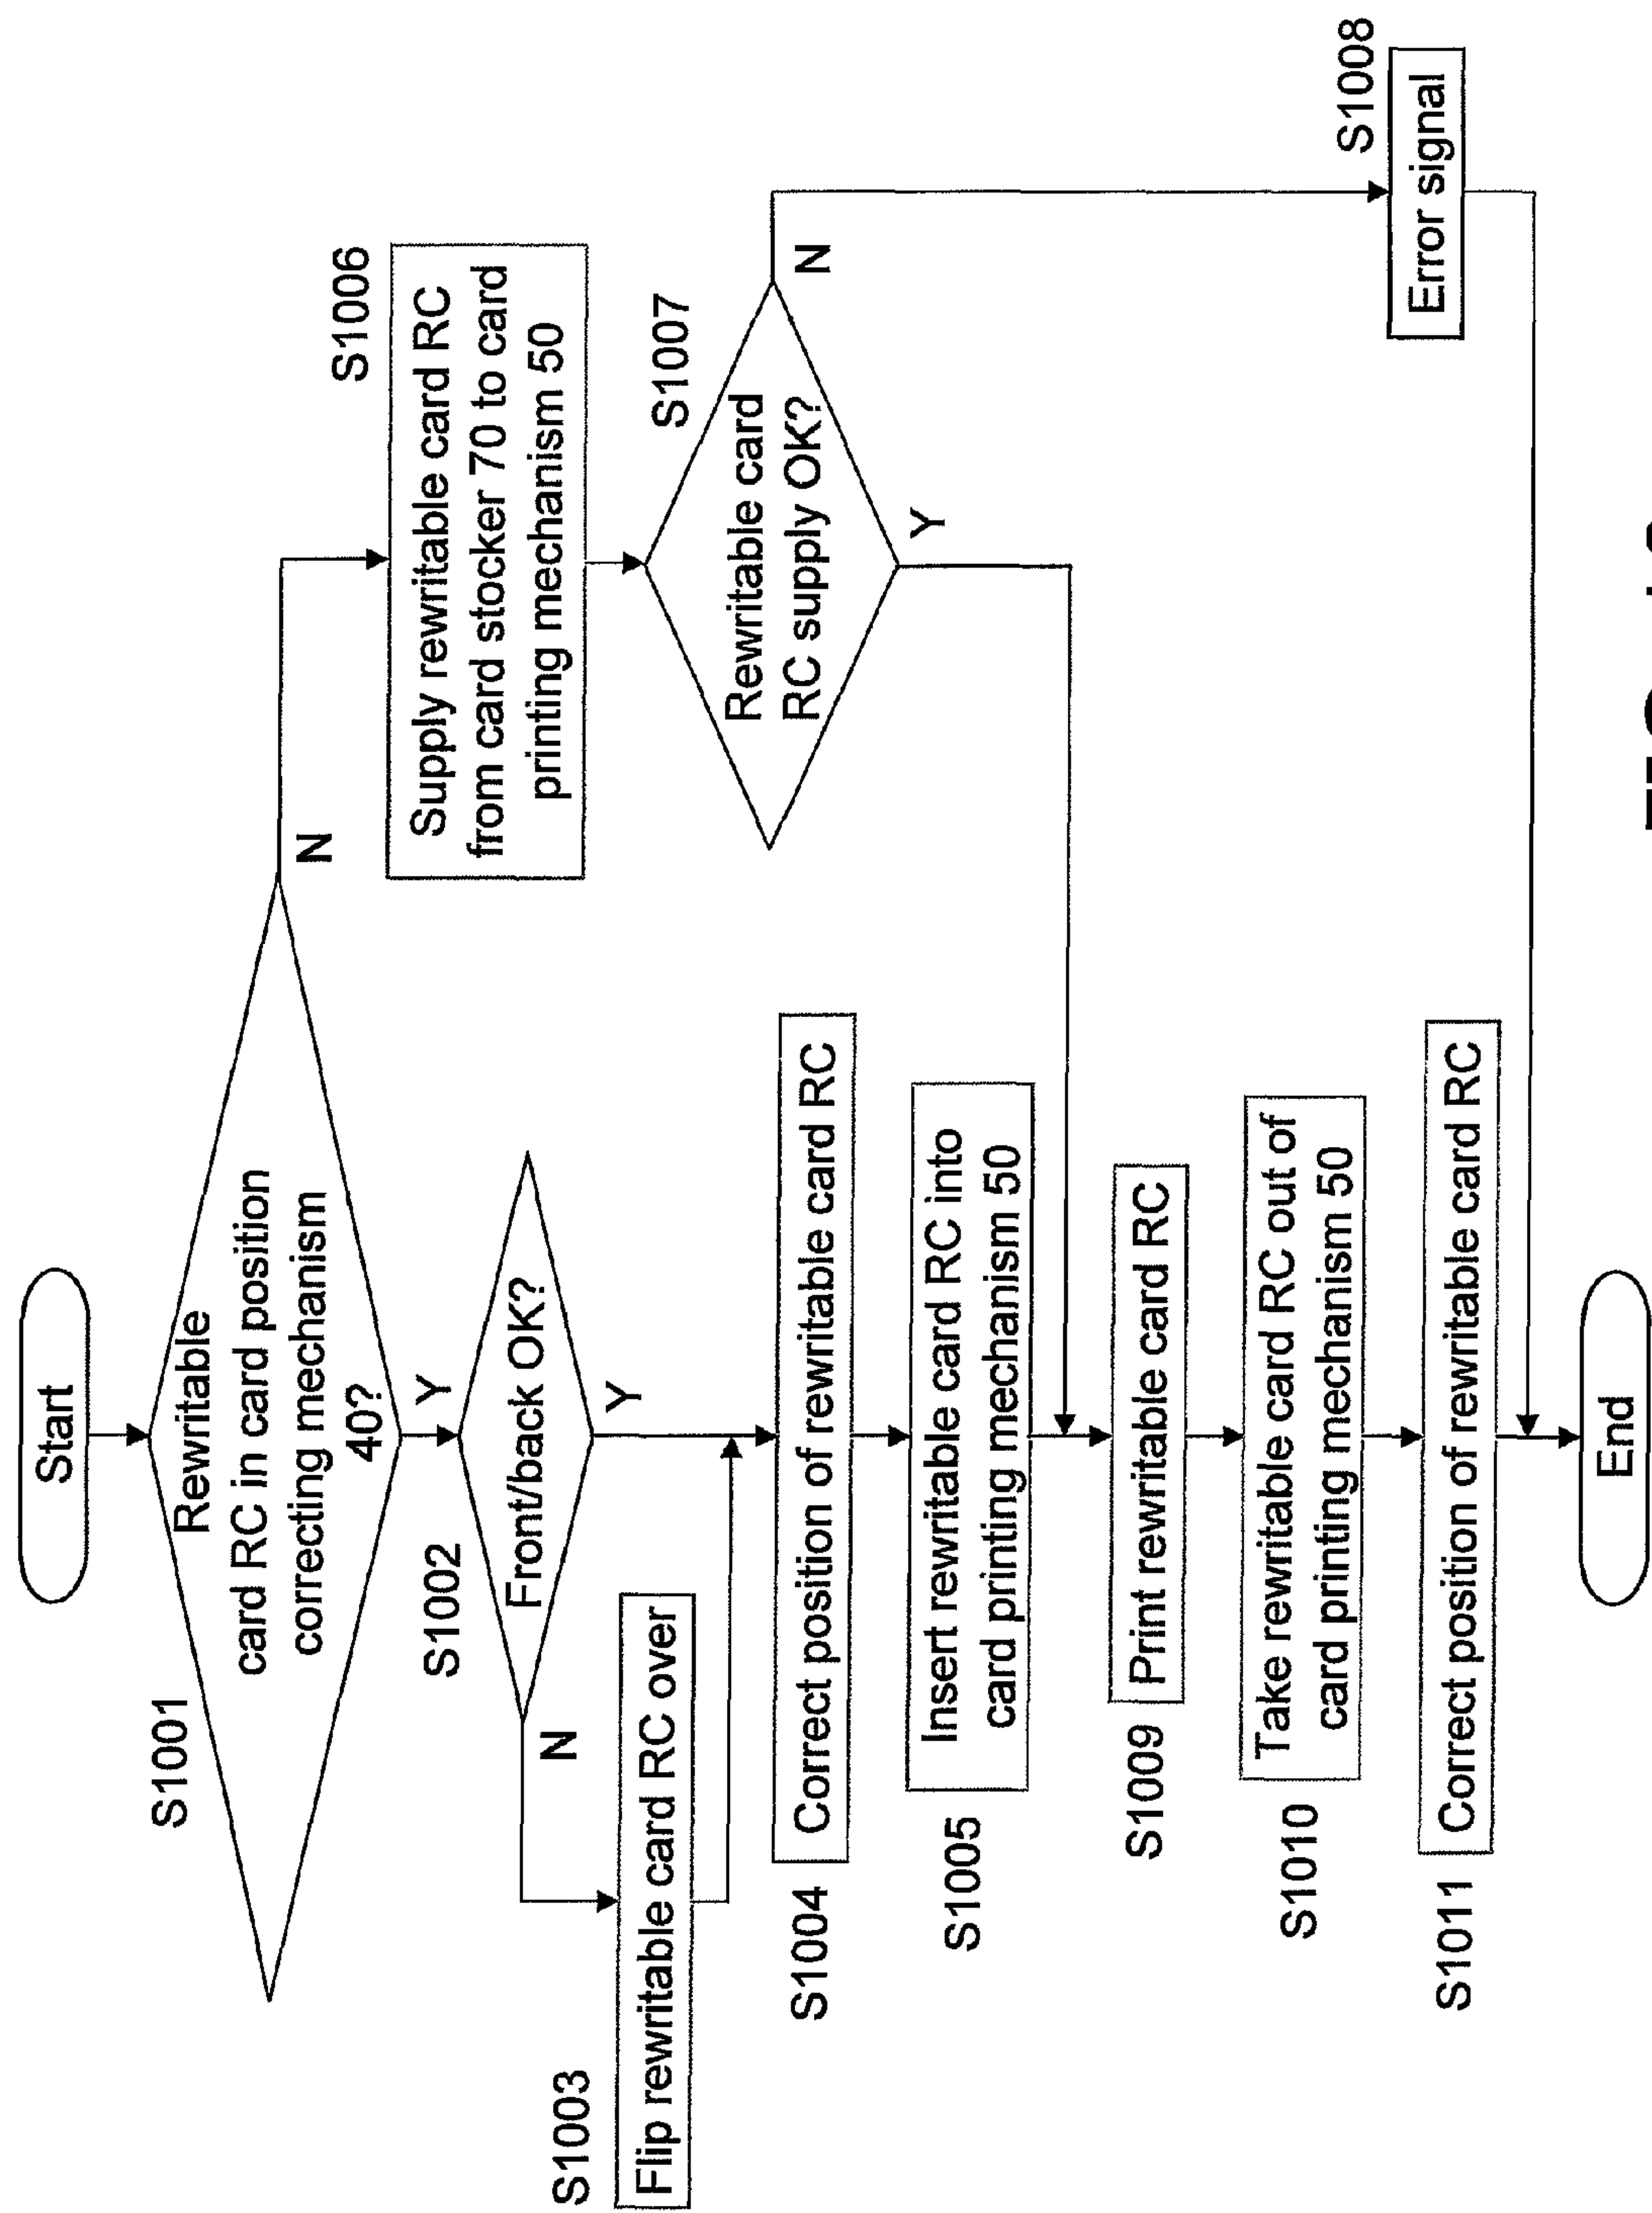 Start
S1001
Rewritable
card RC in card position
correcting mechanism
40?
N
Y
S1002
Front/back OK?
N
Y
S1003
Flip rewritable card RC over
S1004
Correct position of rewritable card RC
S1005
Insert rewritable card RC into
card printing mechanism 50
S1006
Supply rewritable card RC
from card stocker 70 to card
printing mechanism 50
S1007
Rewritable card
RC supply OK?
N
Y
S1008
Error signal
S1009
Print rewritable card RC
S1010
Take rewritable card RC out of
card printing mechanism 50
S1011
Correct position of rewritable card RC
End